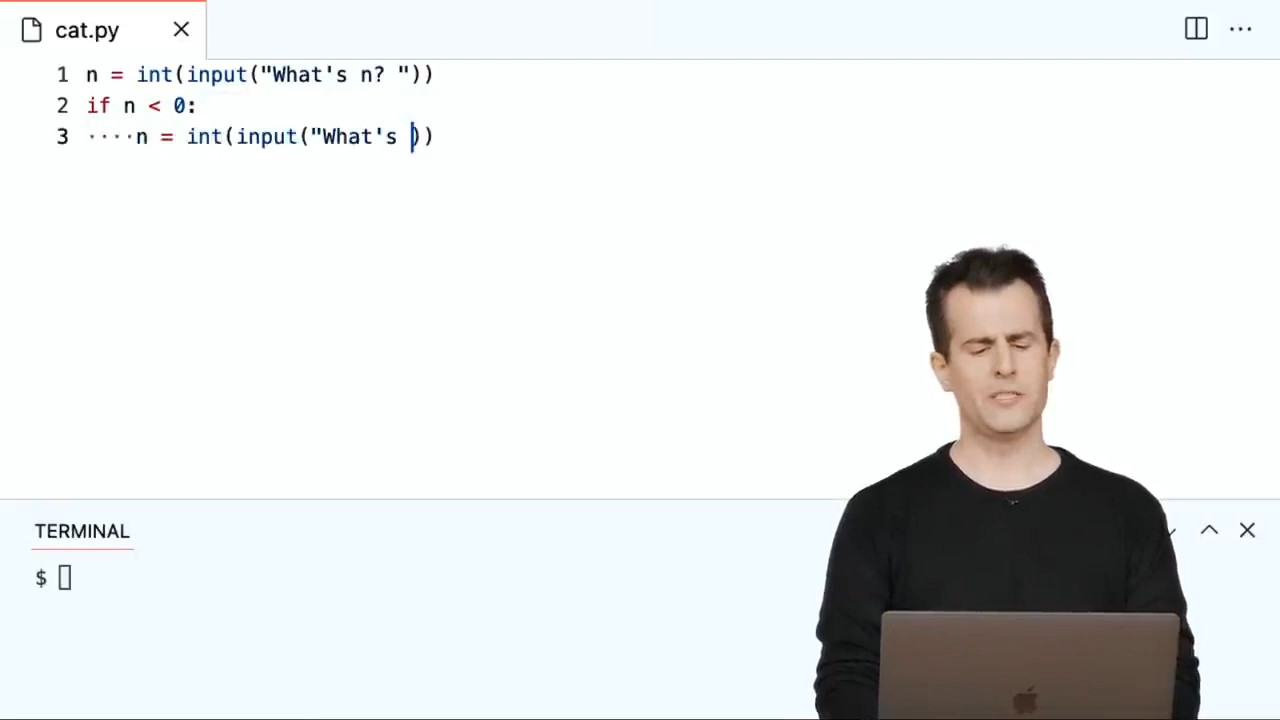 cat.py
1 n = int(input("What's n? "))
2 if n < 0:
3 ····n = int(input("What's ))
TERMINAL
$